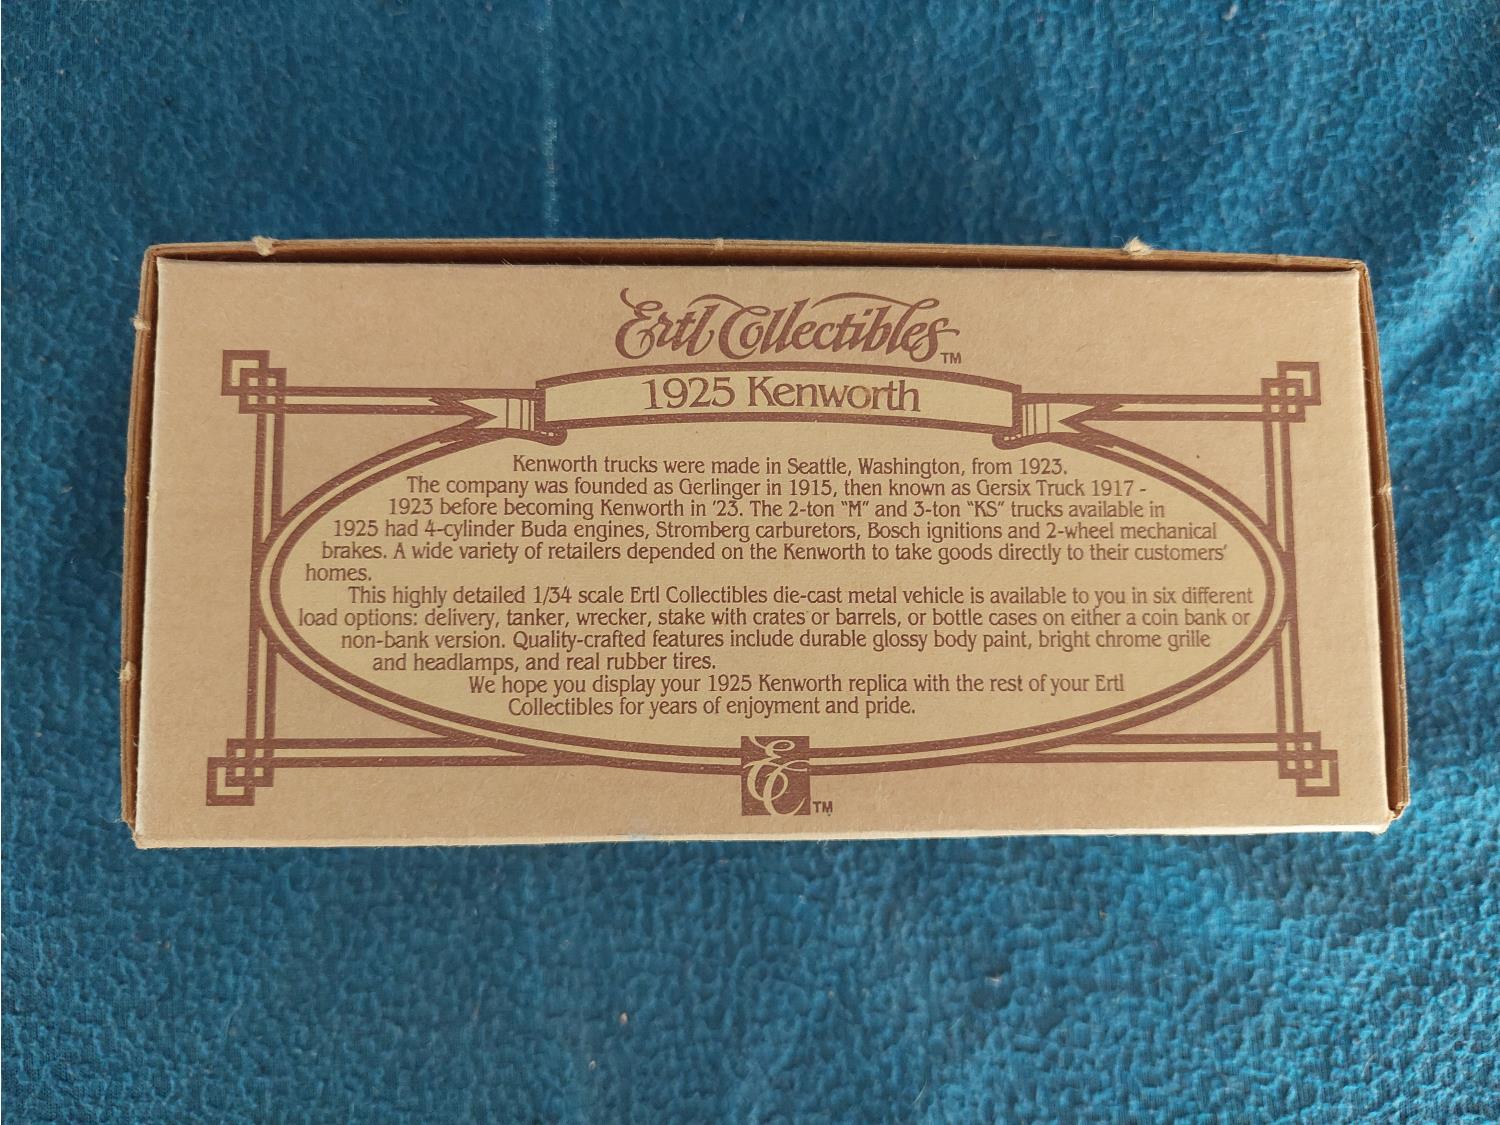 Ertl Collectibles™
1925 Kenworth
Kenworth trucks were made in Seattle, Washington, from 1923.
The company was founded as Gerlinger in 1915, then known as Gersix Truck 1917 -
1923 before becoming Kenworth in '23. The 2-ton "M" and 3-ton "KS" trucks available in
1925 had 4-cylinder Buda engines, Stromberg carburetors, Bosch ignitions and 2-wheel mechanical
brakes. A wide variety of retailers depended on the Kenworth to take goods directly to their customers'
homes.
This highly detailed 1/34 scale Ertl Collectibles die-cast metal vehicle is available to you in six different
load options: delivery, tanker, wrecker, stake with crates or barrels, or bottle cases on either a coin bank or
non-bank version. Quality-crafted features include durable glossy body paint, bright chrome grille
and headlamps, and real rubber tires.
We hope you display your 1925 Kenworth replica with the rest of your Ertl
Collectibles for years of enjoyment and pride.
EC™